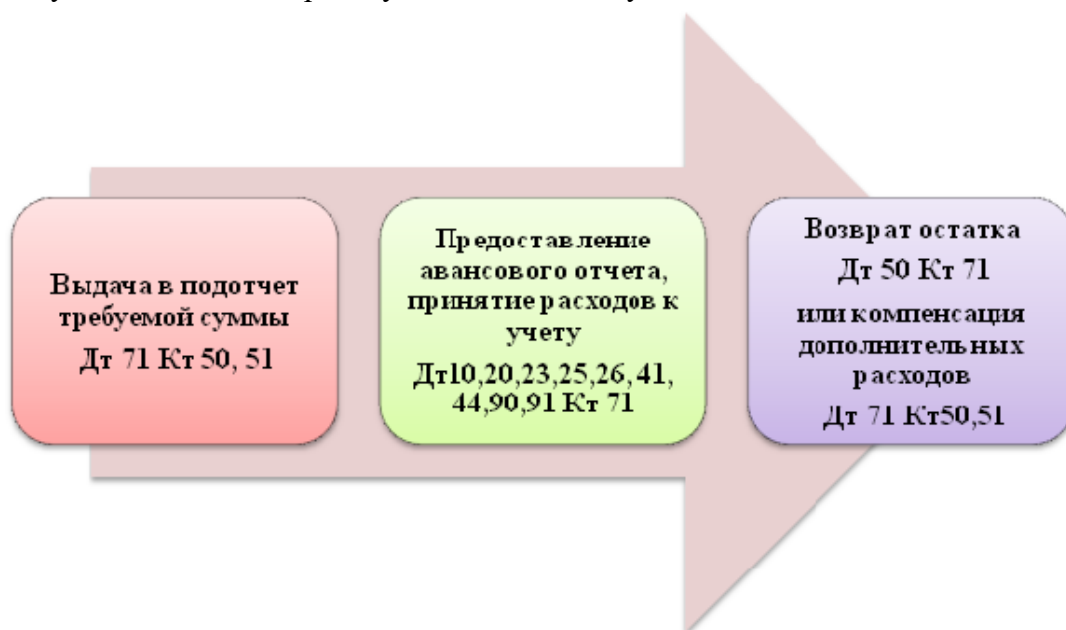 Выдача в подотчет
требуемой суммы
Дт 71 Кт 50, 51
Предоставление
авансового отчета,
принятие расходов к
учету
Дт10,20,23,25,26, 41,
44,90,91 Кт 71
Возврат остатка
Дт 50 Кт 71
или компенсация
дополнительных
расходов
Дт 71 Кт50,51